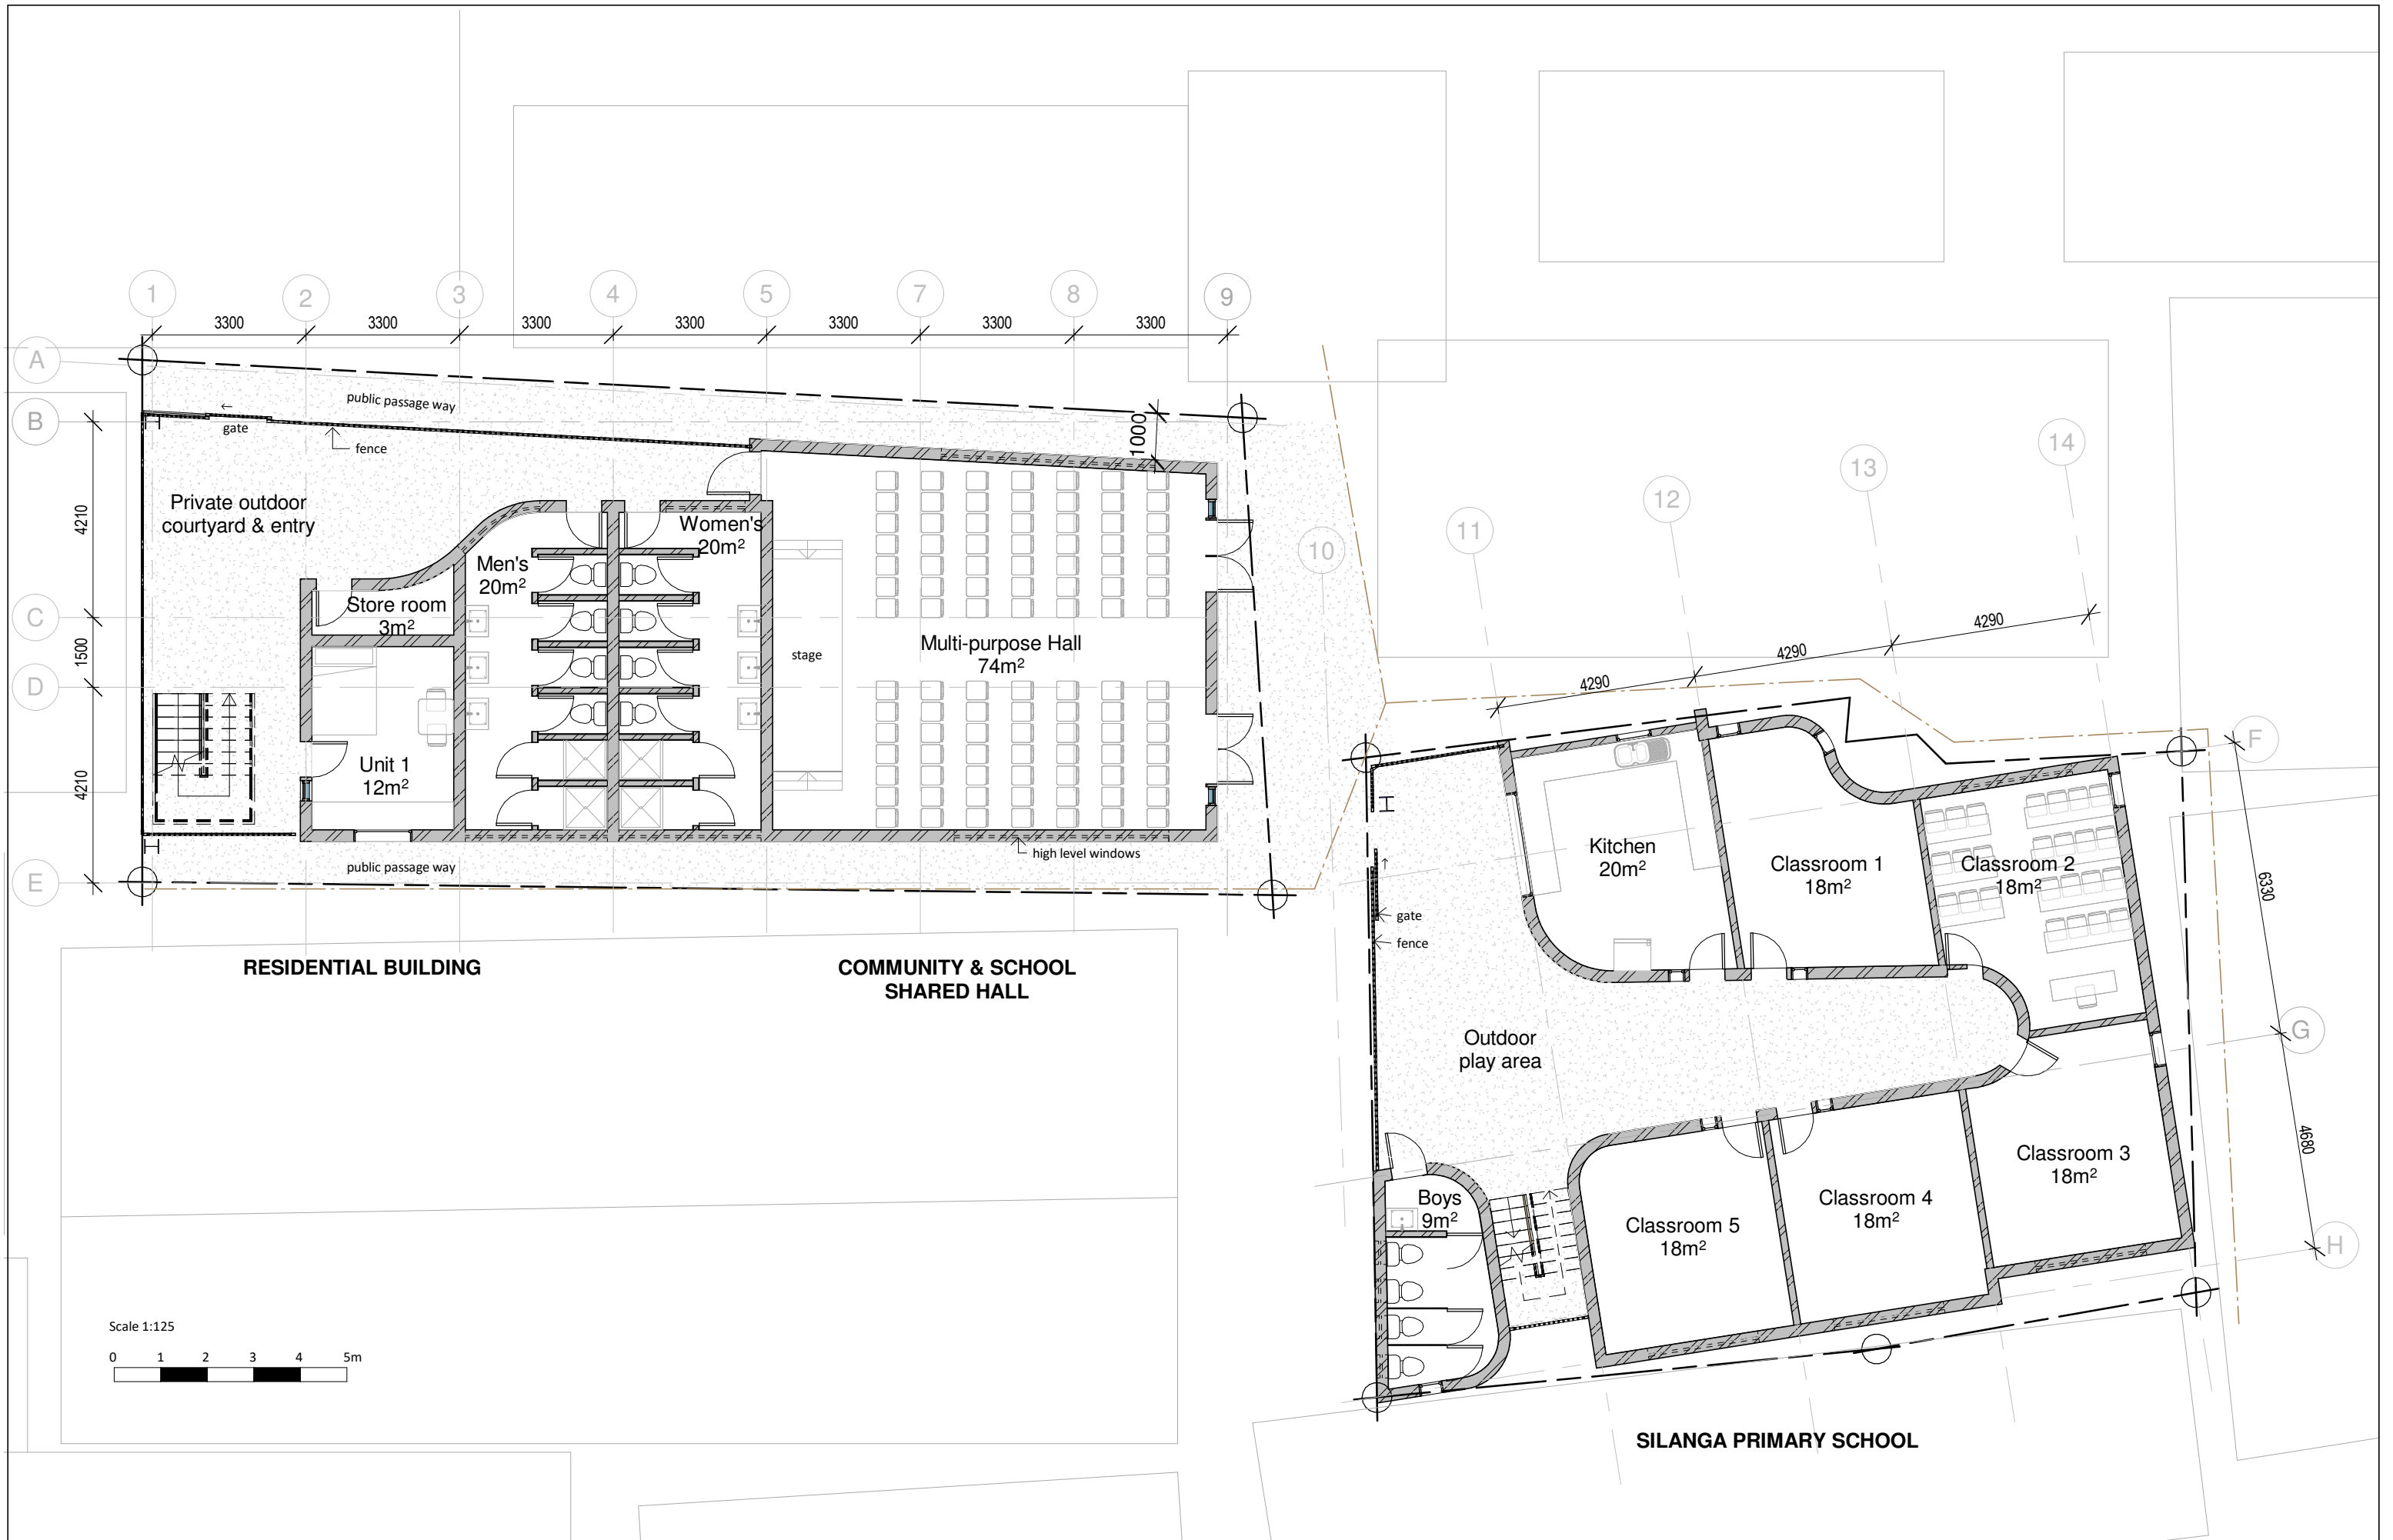 1
2
3
4
5
7
8
9
3300
3300
3300
3300
3300
3300
3300
A
B
C
D
E
4210
1500
4210
1000
public passage way
gate
fence
Private outdoor
courtyard & entry
Store room
3m²
Men's
20m²
Women's
20m²
Unit 1
12m²
stage
Multi-purpose Hall
74m²
high level windows
public passage way
RESIDENTIAL BUILDING
COMMUNITY & SCHOOL
SHARED HALL
10
11
12
13
14
4290
4290
4290
F
G
H
6330
4680
Kitchen
20m²
Classroom 1
18m²
Classroom 2
18m²
gate
fence
Outdoor
play area
Classroom 3
18m²
Boys
9m²
Classroom 5
18m²
Classroom 4
18m²
SILANGA PRIMARY SCHOOL
Scale 1:125
0 1 2 3 4 5m